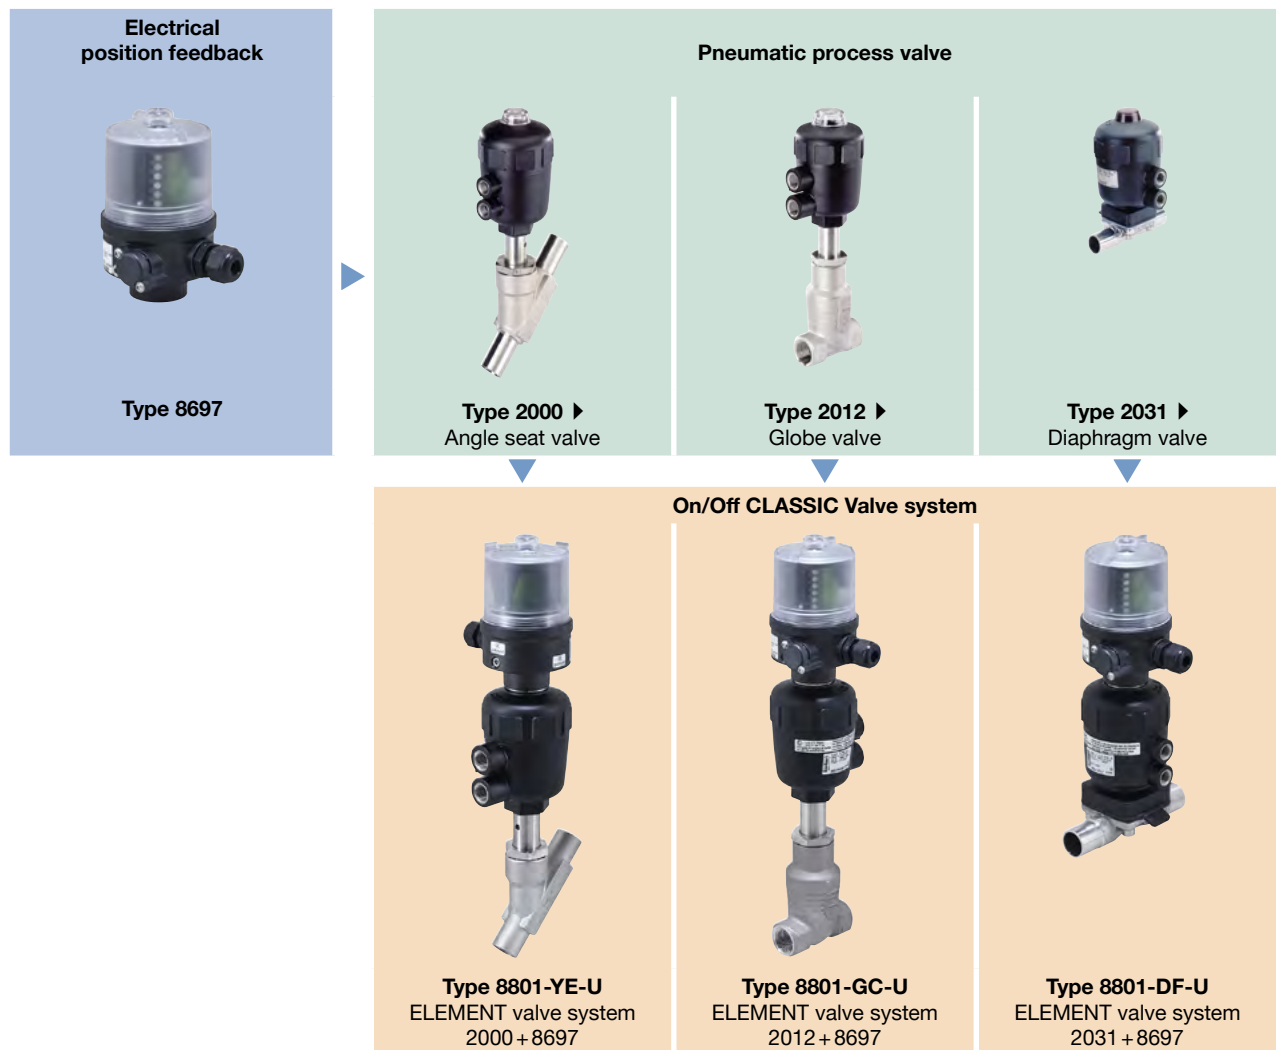 Electrical
position feedback
Type 8697
Pneumatic process valve
Type 2000
Angle seat valve
Type 2012
Globe valve
Type 2031
Diaphragm valve
On/Off CLASSIC Valve system
Type 8801-YE-U
ELEMENT valve system
2000+8697
Type 8801-GC-U
ELEMENT valve system
2012+8697
Type 8801-DF-U
ELEMENT valve system
2031+8697